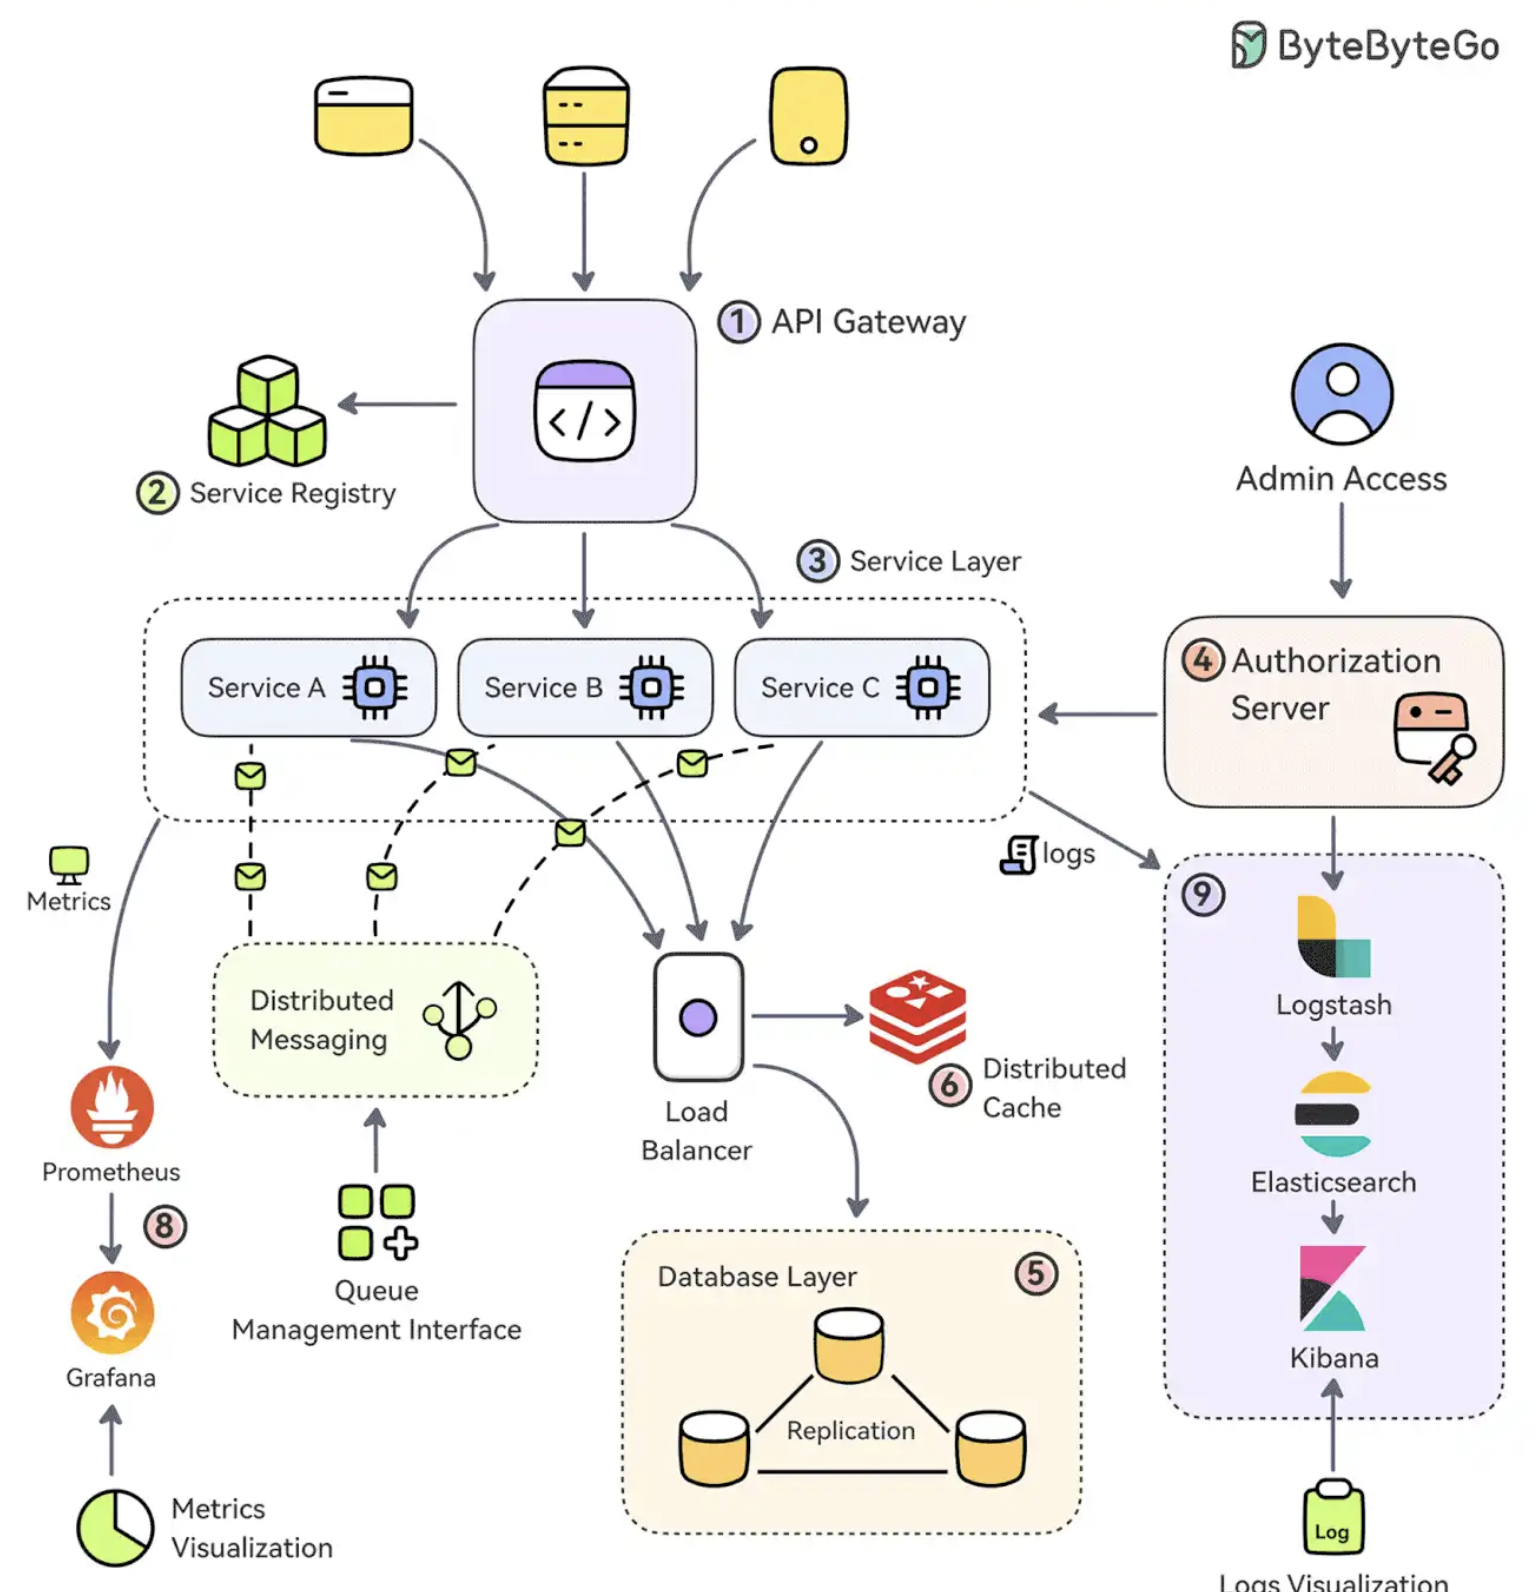 ByteByteGo
1 API Gateway
2 Service Registry
Admin Access
3 Service Layer
Service A
Service B
Service C
4 Authorization
Server
Metrics
logs
9
Logstash
Distributed
Messaging
Load
Balancer
6 Distributed
Cache
Prometheus
8
Grafana
Elasticsearch
Queue
Management Interface
Database Layer
5
Replication
Kibana
Metrics
Visualization
Log
Logs Visualization